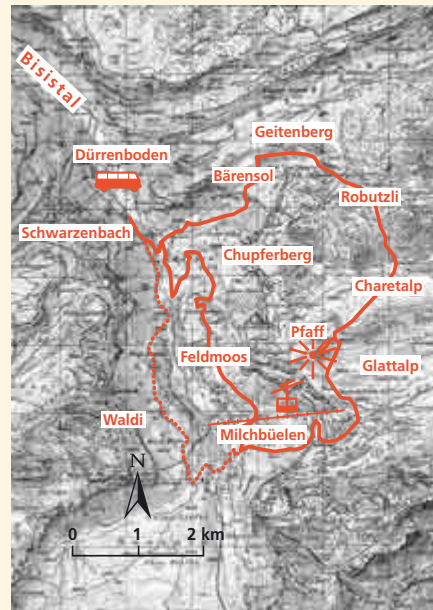 Bisistal
Geitenberg
Dürrenboden
Bärensol
Robutzli
Schwarzenbach
Chupferberg
Charetalp
Pfaff
Feldmoos
Glattalp
Waldi
Milchbüelen
N
0 1 2 km